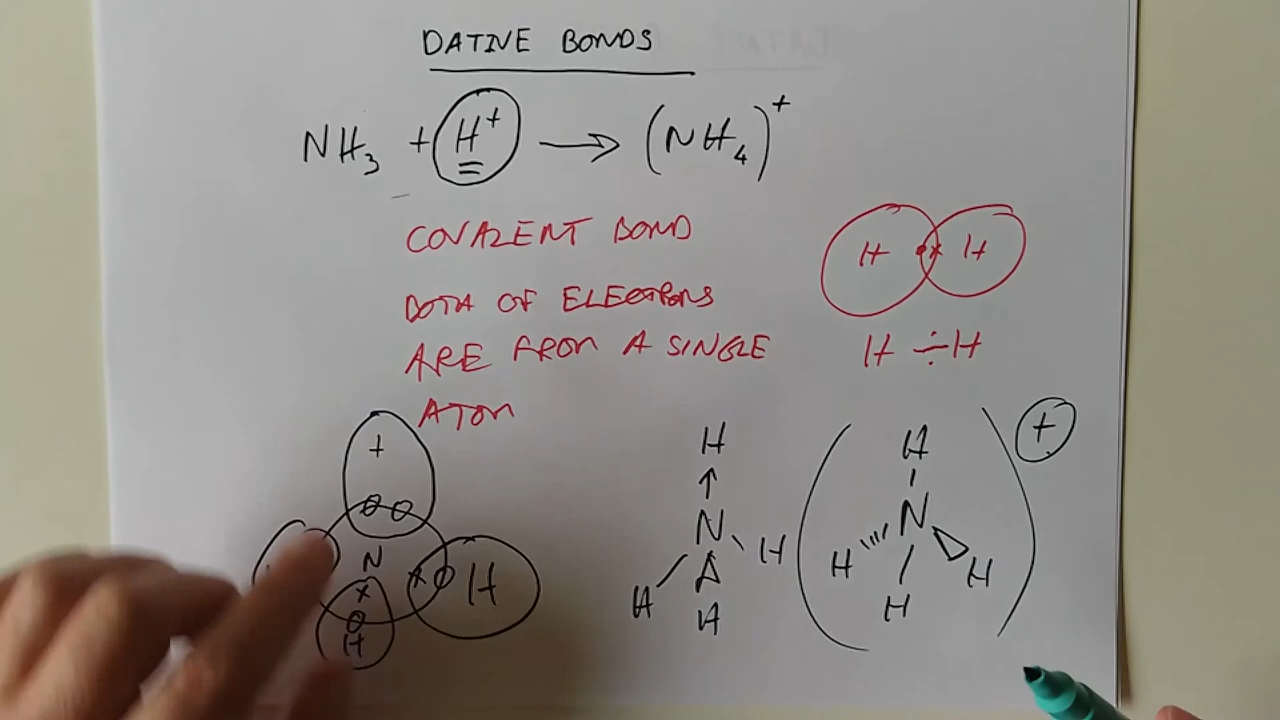 DATIVE BONDS
NH₃ + H⁺ → (NH₄)⁺
COVALENT BOND
BOTH OF ELECTRONS
ARE FROM A SINGLE
ATOM
H H
H ÷ H
+
N
H
H
H
↑
N
H
H
H
H
N
H
H
H
+